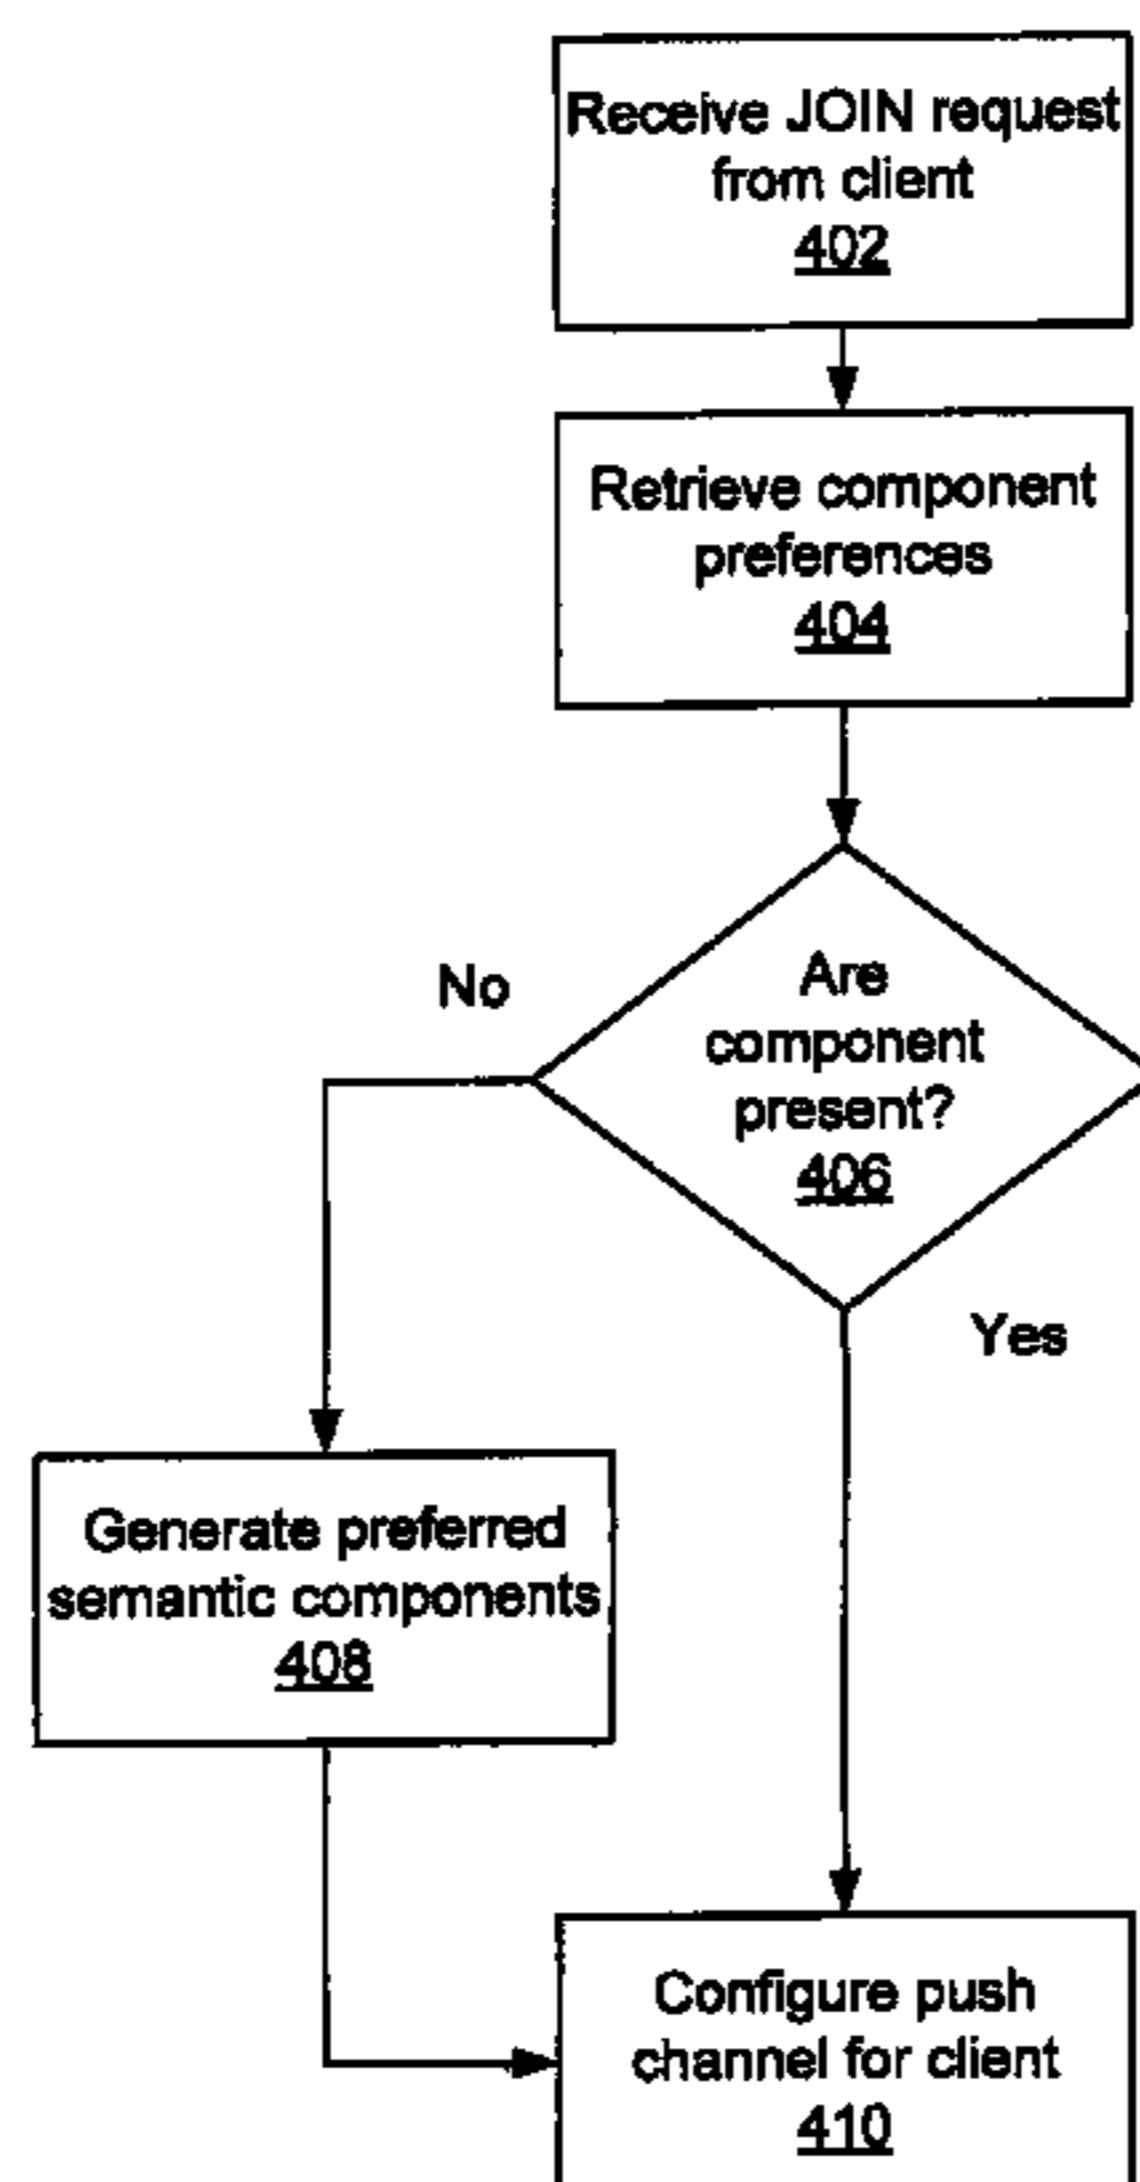 Receive JOIN request
from client
402
Retrieve component
preferences
404
No
Are
component
present?
406
Yes
Generate preferred
semantic components
408
Configure push
channel for client
410